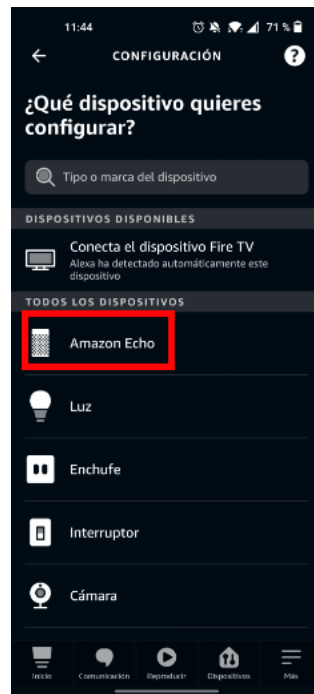 11:44
71 %
CONFIGURACIÓN
?
¿Qué dispositivo quieres
configurar?
Tipo o marca del dispositivo
DISPOSITIVOS DISPONIBLES
Conecta el dispositivo Fire TV
Alexa ha detectado automáticamente este
dispositivo
TODOS LOS DISPOSITIVOS
Amazon Echo
Luz
Enchufe
Interruptor
Cámara
Inicio Comunicación Reproducir Dispositivos Más